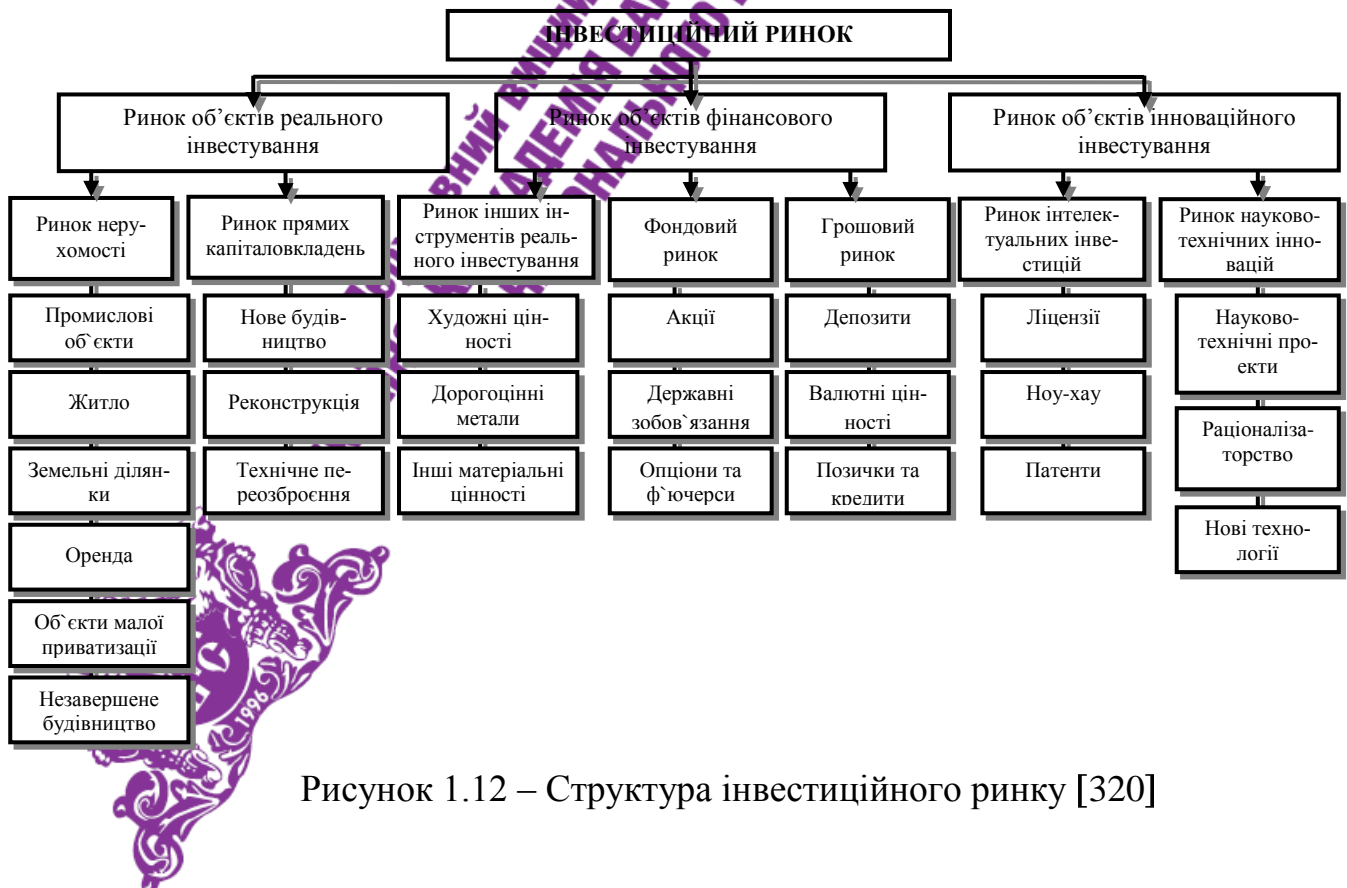 ІНВЕСТИЦІЙНИЙ РИНОК
Ринок об’єктів реального
інвестування
Ринок об’єктів фінансового
інвестування
Ринок об’єктів інноваційного
інвестування
Ринок неру-
хомості
Ринок прямих
капіталовкладень
Ринок інших ін-
струментів реаль-
ного інвестування
Фондовий
ринок
Грошовий
ринок
Ринок інтелек-
туальних інве-
стицій
Ринок науково-
технічних інно-
вацій
Промислові
об`єкти
Житло
Земельні ділян-
ки
Оренда
Об`єкти малої
приватизації
Незавершене
будівництво
Нове будів-
ництво
Реконструкція
Технічне пе-
реозброєння
Художні цін-
ності
Дорогоцінні
метали
Інші матеріальні
цінності
Акції
Державні
зобов`язання
Опціони та
ф`ючерси
Депозити
Валютні цін-
ності
Позички та
кредити
Ліцензії
Ноу-хау
Патенти
Науково-
технічні про-
екти
Раціоналіза-
торство
Нові техно-
логії
1996
Рисунок 1.12 – Структура інвестиційного ринку [320]